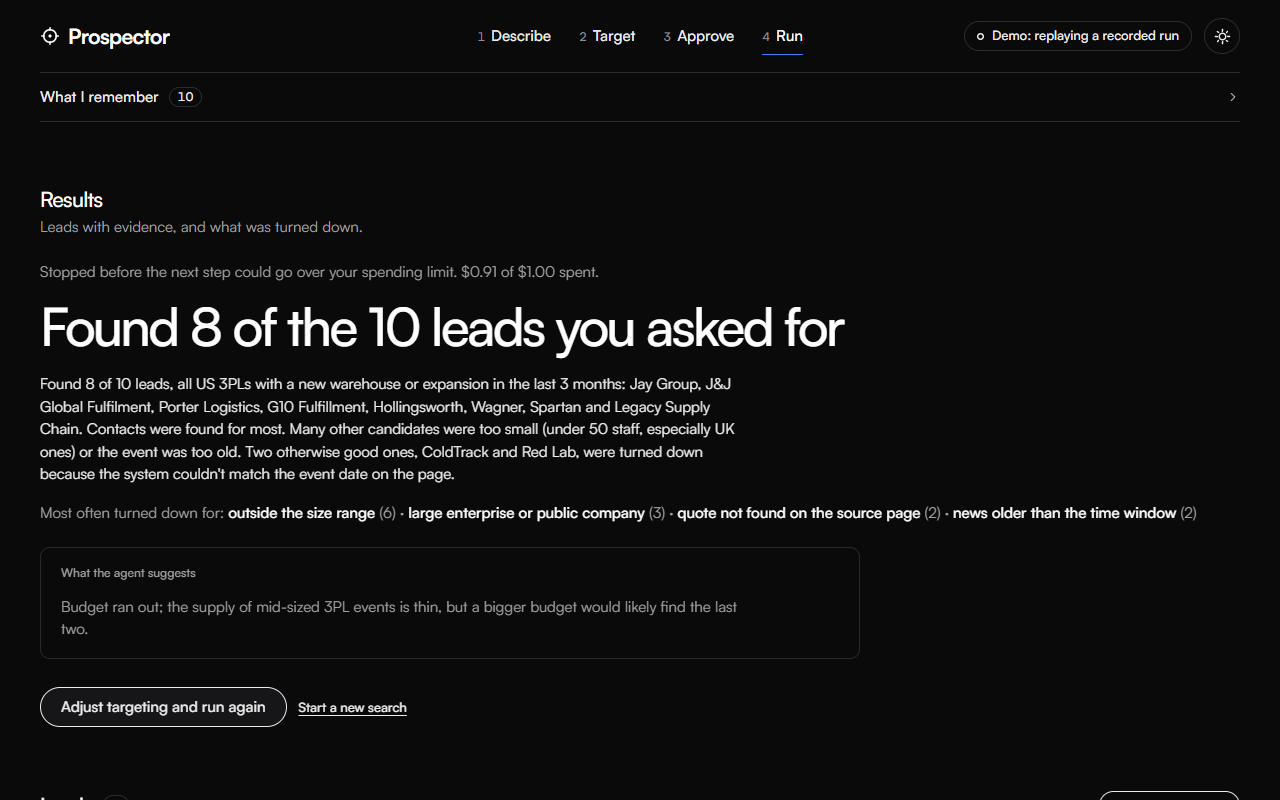 Prospector
1 Describe
2 Target
3 Approve
4 Run
Demo: replaying a recorded run
What I remember 10
Results
Leads with evidence, and what was turned down.
Stopped before the next step could go over your spending limit. $0.91 of $1.00 spent.
Found 8 of the 10 leads you asked for
Found 8 of 10 leads, all US 3PLs with a new warehouse or expansion in the last 3 months: Jay Group, J&J
Global Fulfilment, Porter Logistics, G10 Fulfillment, Hollingsworth, Wagner, Spartan and Legacy Supply
Chain. Contacts were found for most. Many other candidates were too small (under 50 staff, especially UK
ones) or the event was too old. Two otherwise good ones, ColdTrack and Red Lab, were turned down
because the system couldn't match the event date on the page.
Most often turned down for: outside the size range (6) · large enterprise or public company (3) · quote not found on the source page (2) · news older than the time window (2)
What the agent suggests
Budget ran out; the supply of mid-sized 3PL events is thin, but a bigger budget would likely find the last
two.
Adjust targeting and run again
Start a new search